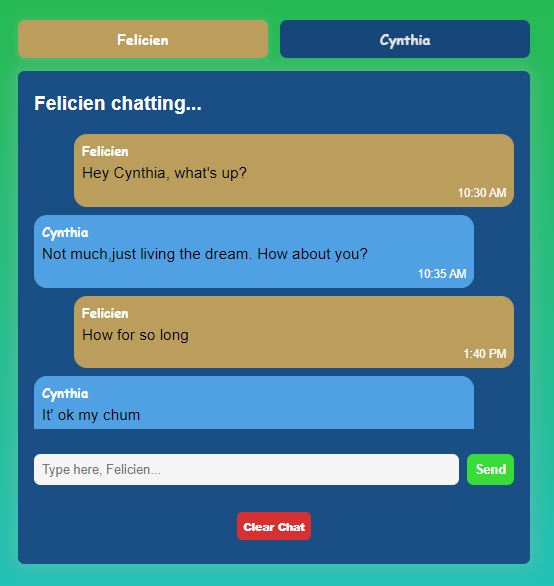 Felicien
Cynthia
Felicien chatting...
Felicien
Hey Cynthia, what's up?
10:30 AM
Cynthia
Not much,just living the dream. How about you?
10:35 AM
Felicien
How for so long
1:40 PM
Cynthia
It' ok my chum
Type here, Felicien...
Send
Clear Chat